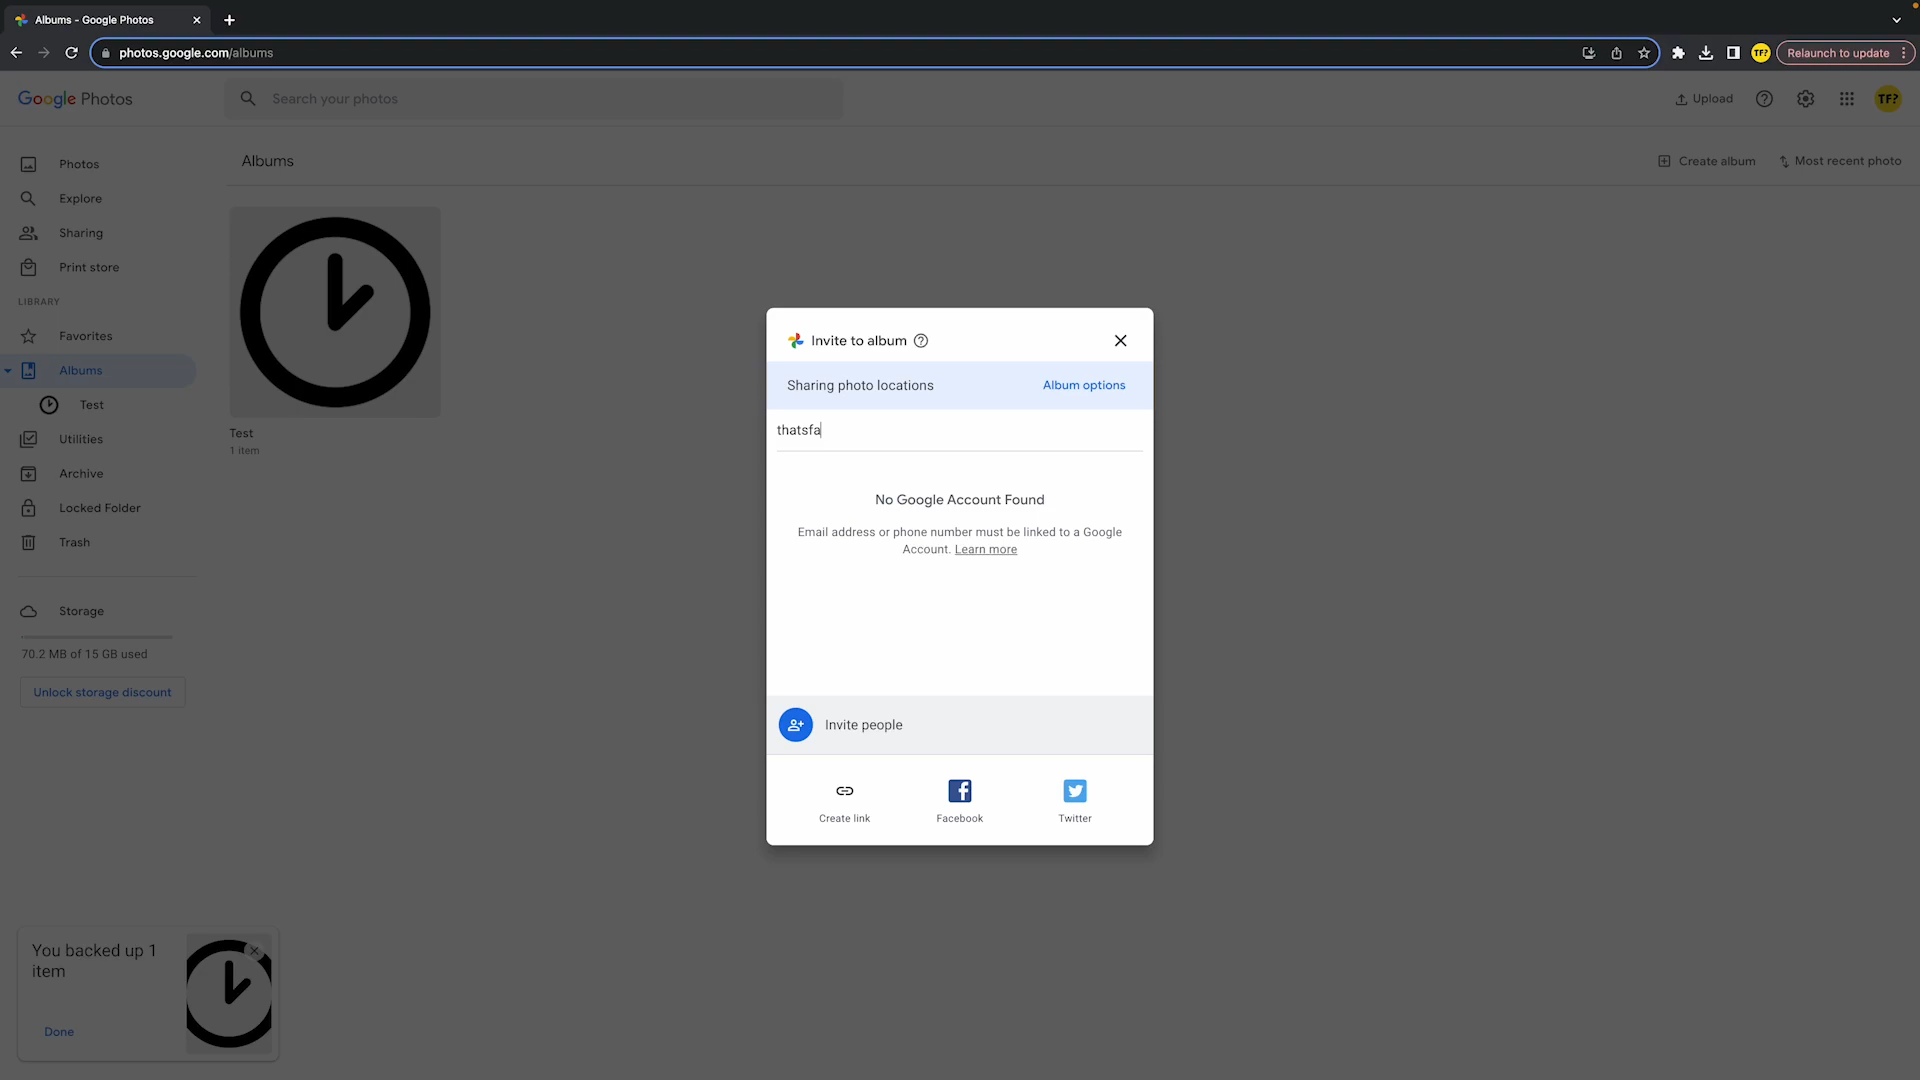 Albums - Google Photos
photos.google.com/albums
TF?
Relaunch to update
Google Photos
Search your photos
Upload
TF?
Photos
Explore
Sharing
Print store
LIBRARY
Favorites
Albums
Test
Utilities
Archive
Locked Folder
Trash
Storage
70.2 MB of 15 GB used
Unlock storage discount
Albums
Create album
Most recent photo
Test
1 item
Invite to album
Sharing photo locations
Album options
thatsfa
No Google Account Found
Email address or phone number must be linked to a Google
Account. Learn more
Invite people
Create link
Facebook
Twitter
You backed up 1
item
Done